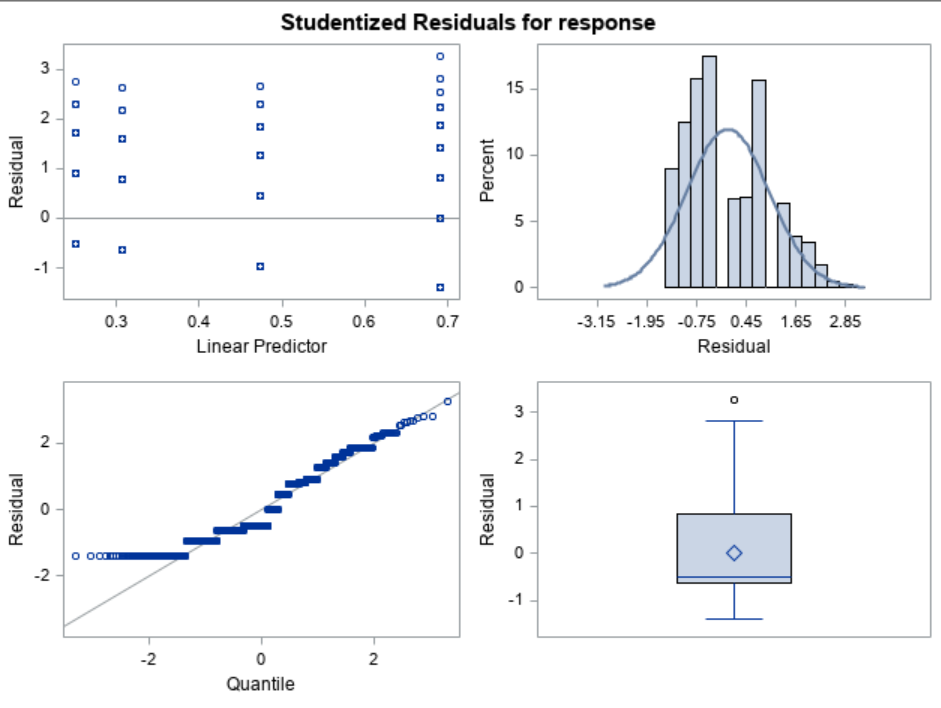 Studentized Residuals for response
Residual
3
2
1
0
-1
0.3 0.4 0.5 0.6 0.7
Linear Predictor
Percent
15
10
5
0
-3.15 -1.95 -0.75 0.45 1.65 2.85
Residual
Residual
2
0
-2
-2 0 2
Quantile
Residual
3
2
1
0
-1